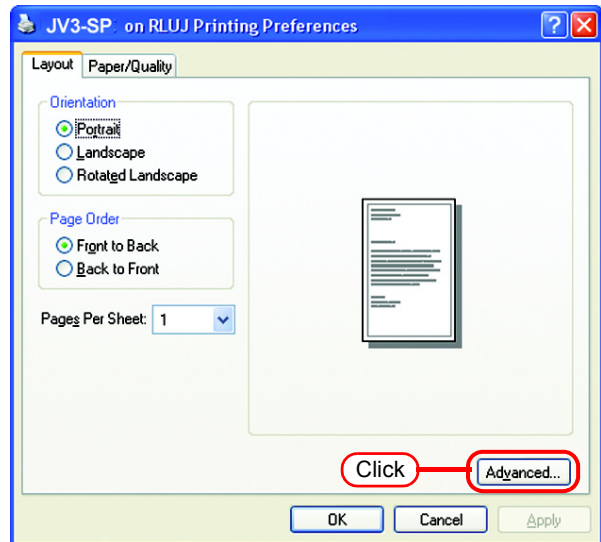 JV3-SP: on RLUJ Printing Preferences
Layout
Paper/Quality
Orientation
Portrait
Landscape
Rotated Landscape
Page Order
Front to Back
Back to Front
Pages Per Sheet: 1
Click
Advanced...
OK
Cancel
Apply